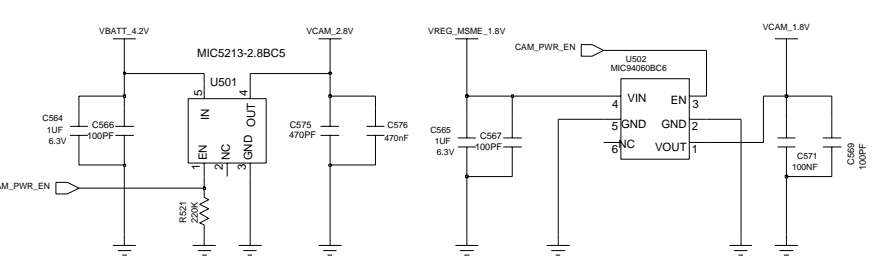 VBATT_4.2V
VCAM_2.8V
MIC5213-2.8BC5
U501
5
4
IN
OUT
EN
NC
GND
1
2
3
C564
1UF
6.3V
C566
100PF
C575
470PF
C576
470nF
AM_PWR_EN
R521
220K
VREG_MSME_1.8V
CAM_PWR_EN
VCAM_1.8V
U502
MIC94060BC6
4
VIN
EN
3
5
GND
GND
2
6
NC
VOUT
1
C565
1UF
6.3V
C567
100PF
C571
100NF
C569
100PF